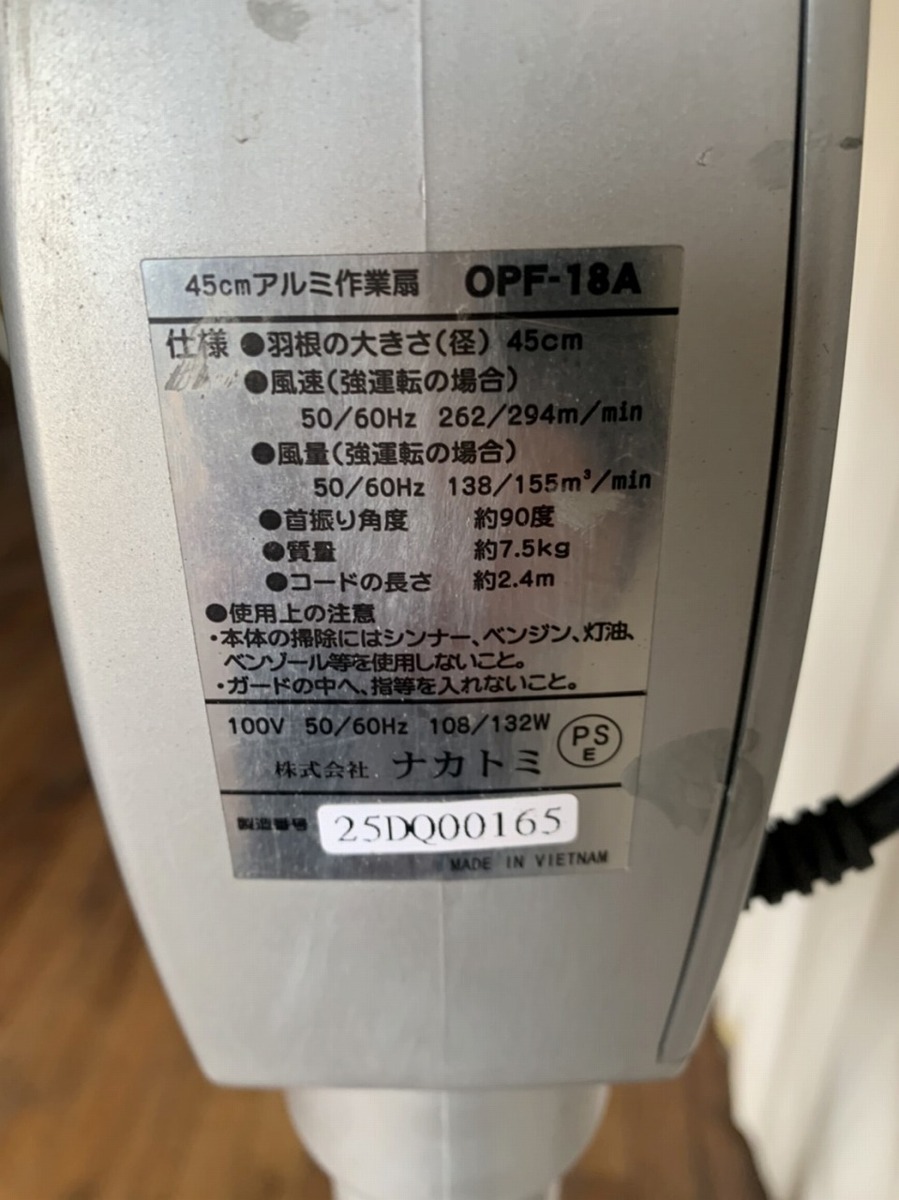 45cmアルミ作業扇 OPF-18A
仕様 ●羽根の大きさ(径) 45cm
●風速(強運転の場合)
50/60Hz 262/294m/min
●風量(強運転の場合)
50/60Hz 138/155m³/min
●首振り角度 約90度
●質量 約7.5kg
●コードの長さ 約2.4m
●使用上の注意
・本体の掃除にはシンナー、ベンジン、灯油、
ベンゾール等を使用しないこと。
・ガードの中へ、指等を入れないこと。
100V 50/60Hz 108/132W PS E
株式会社 ナカトミ
25DQ00165
MADE IN VIETNAM